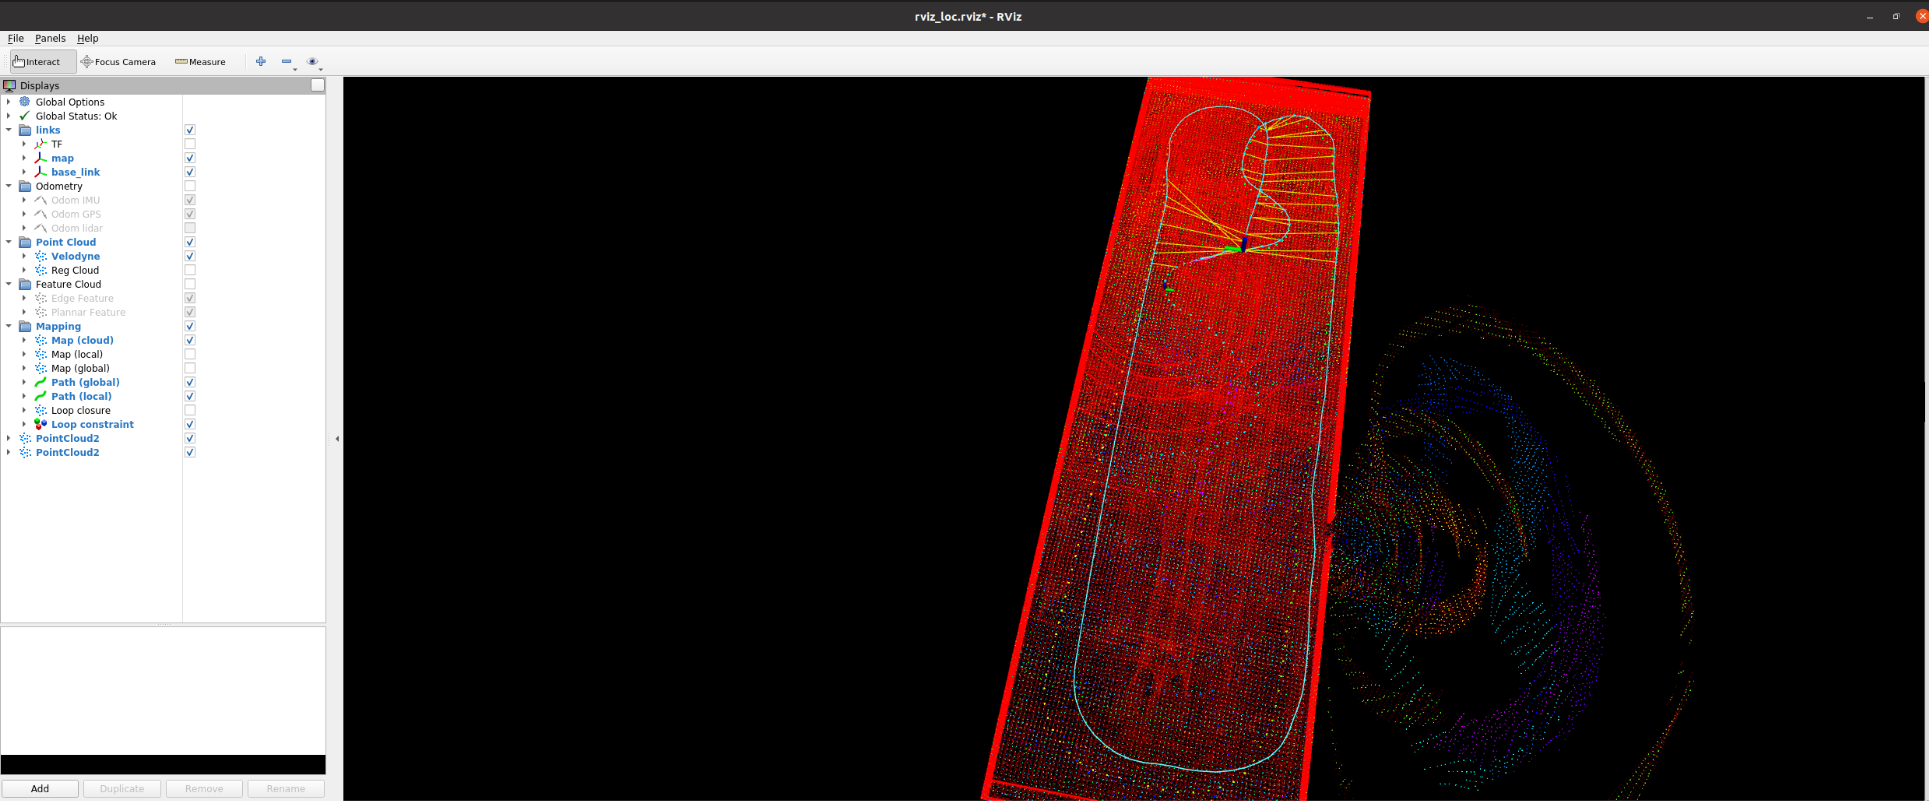 rviz_loc.rviz* - RViz
File Panels Help
Interact Focus Camera Measure
Displays
Global Options
Global Status: Ok
links
TF
map
base_link
Odometry
Odom IMU
Odom GPS
Odom lidar
Point Cloud
Velodyne
Reg Cloud
Feature Cloud
Edge Feature
Plannar Feature
Mapping
Map (cloud)
Map (local)
Map (global)
Path (global)
Path (local)
Loop closure
Loop constraint
PointCloud2
PointCloud2
Add Duplicate Remove Rename